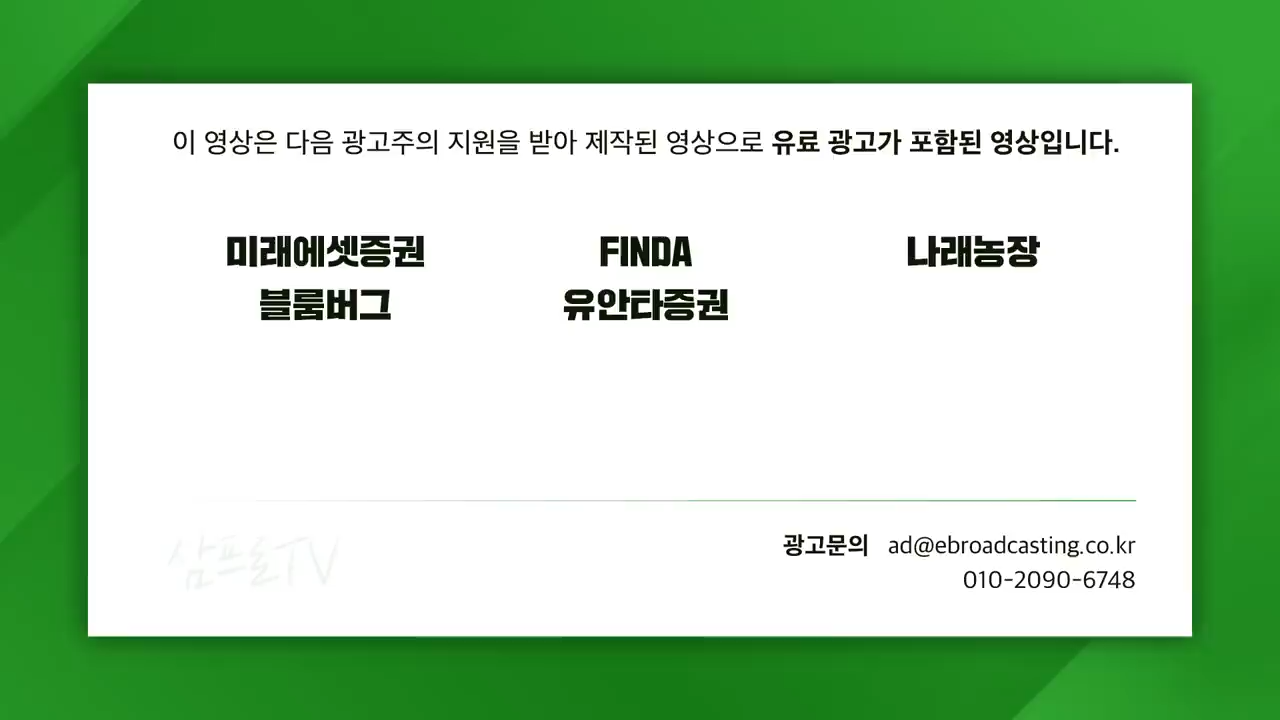 이 영상은 다음 광고주의 지원을 받아 제작된 영상으로 유료 광고가 포함된 영상입니다.
미래에셋증권 FINDA 나래농장
블룸버그 유안타증권
삼프로TV
광고문의 ad@ebroadcasting.co.kr
010-2090-6748